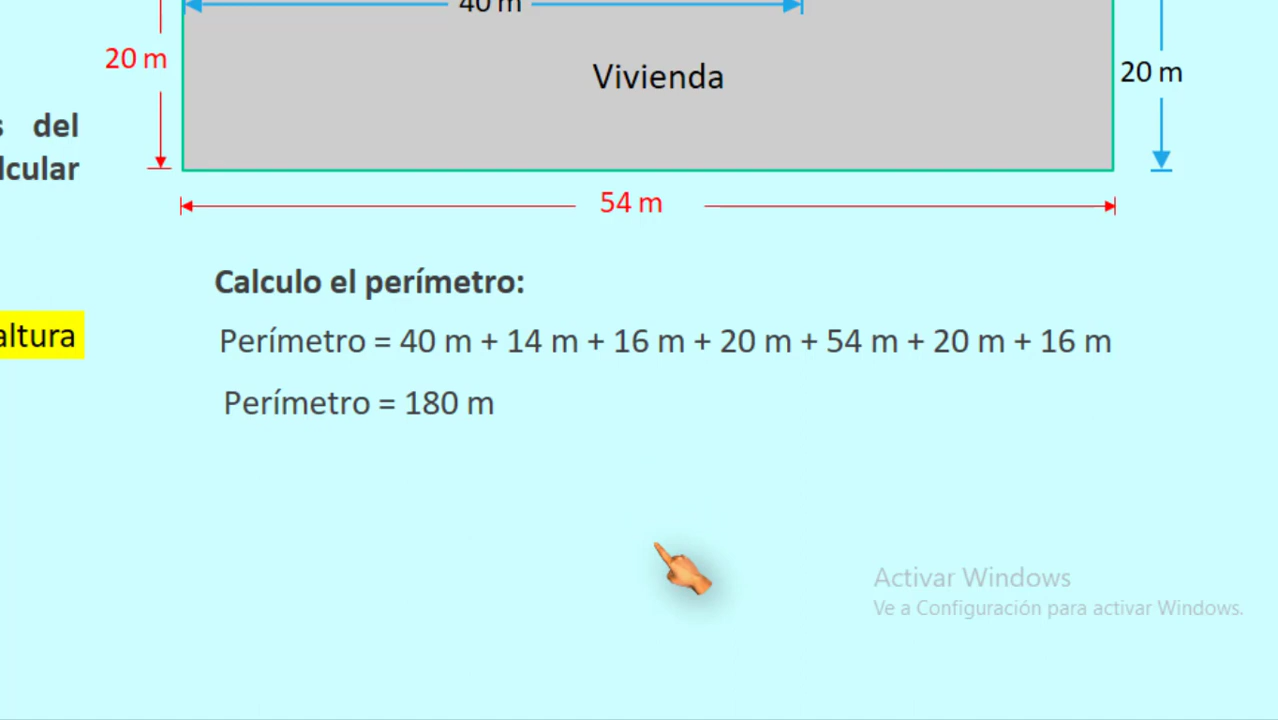 40 m
20 m
Vivienda
20 m
s del
lcular
54 m
Calculo el perímetro:
altura
Perímetro = 40 m + 14 m + 16 m + 20 m + 54 m + 20 m + 16 m
Perímetro = 180 m
Activar Windows
Ve a Configuración para activar Windows.